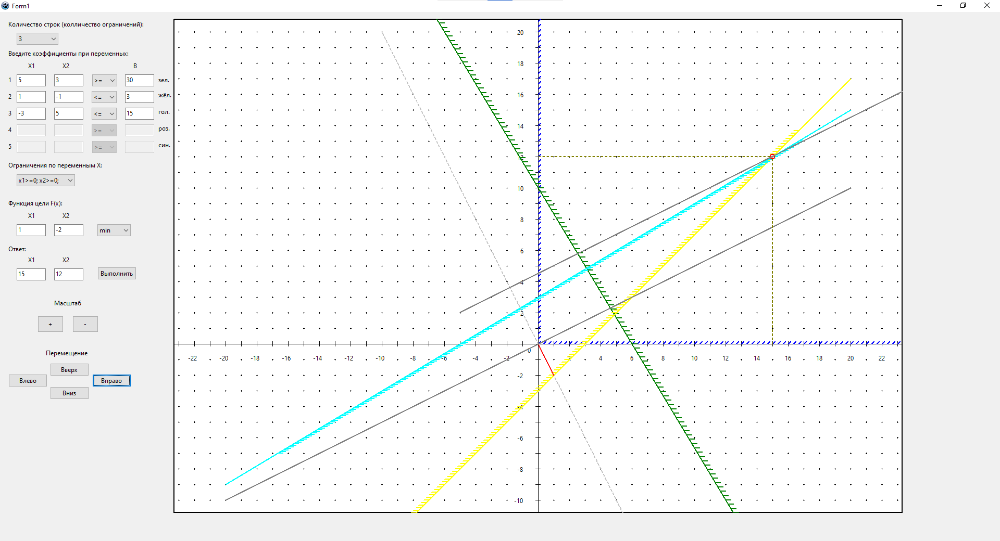 Form1
Количество строк (колличество ограничений):
3
Введите коэффициенты при переменных:
X1 X2 B
1 5 3 >= 30 зел.
2 1 -1 <= 3 жёл.
3 -3 5 <= 15 гол.
4 >= роз.
5 >= син.
Ограничения по переменным X:
x1>=0; x2>=0;
Функция цели F(x):
X1 X2
1 -2 min
Ответ:
X1 X2
15 12 Выполнить
Масштаб
+ -
Перемещение
Вверх
Влево Вправо
Вниз
20
18
16
14
12
10
8
6
4
2
0
-22 -20 -18 -16 -14 -12 -10 -8 -6 -4 -2 2 4 6 8 10 12 14 16 18 20 22
-2
-4
-6
-8
-10